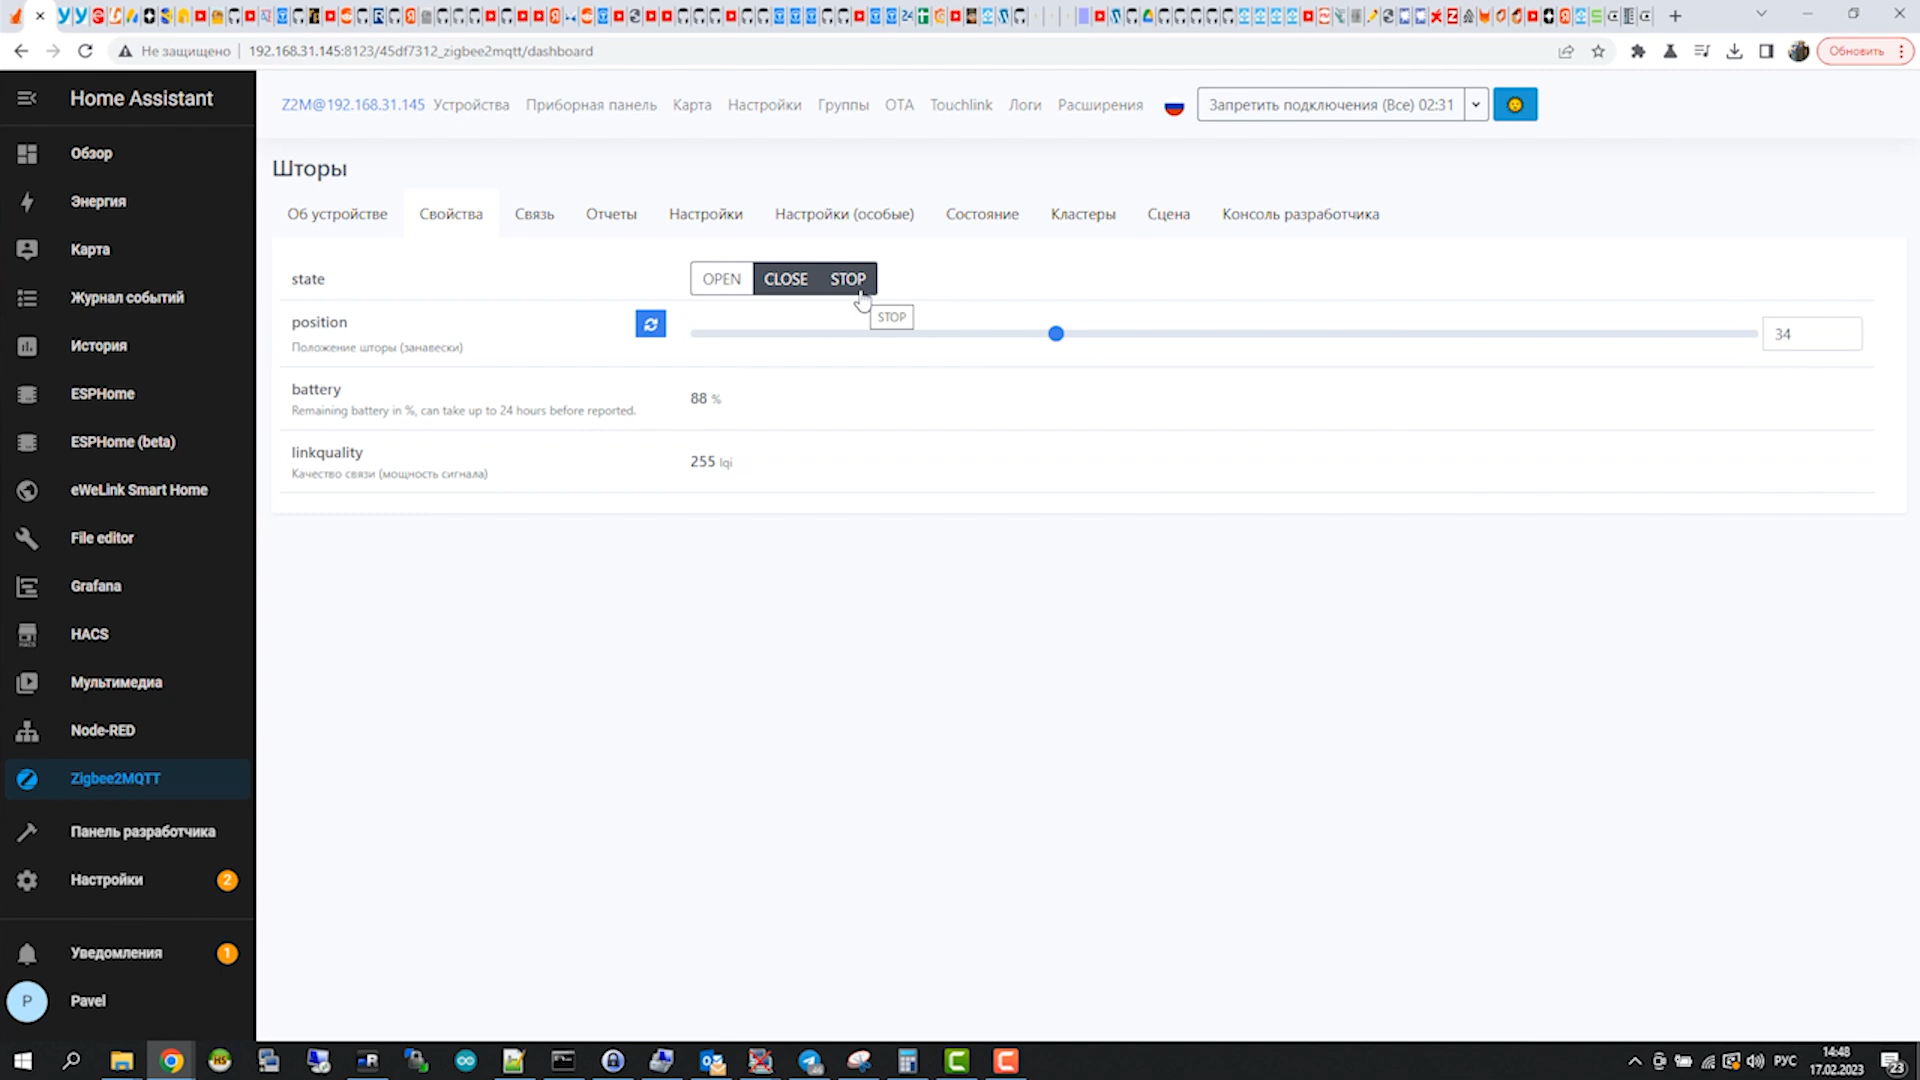 Не защищено
192.168.31.145:8123/45df7312_zigbee2mqtt/dashboard
Обновить
Home Assistant
Обзор
Энергия
Карта
Журнал событий
История
ESPHome
ESPHome (beta)
eWeLink Smart Home
File editor
Grafana
HACS
Мультимедиа
Node-RED
Zigbee2MQTT
Панель разработчика
Настройки 2
Уведомления 1
P Pavel
Z2M@192.168.31.145 Устройства Приборная панель Карта Настройки Группы OTA Touchlink Логи Расширения Запретить подключения (Все) 02:31
Шторы
Об устройстве Свойства Связь Отчеты Настройки Настройки (особые) Состояние Кластеры Сцена Консоль разработчика
state OPEN CLOSE STOP
STOP
position 34
Положение шторы (занавески)
battery 88 %
Remaining battery in %, can take up to 24 hours before reported.
linkquality 255 lqi
Качество связи (мощность сигнала)
РУС
14:48
17.02.2023
23